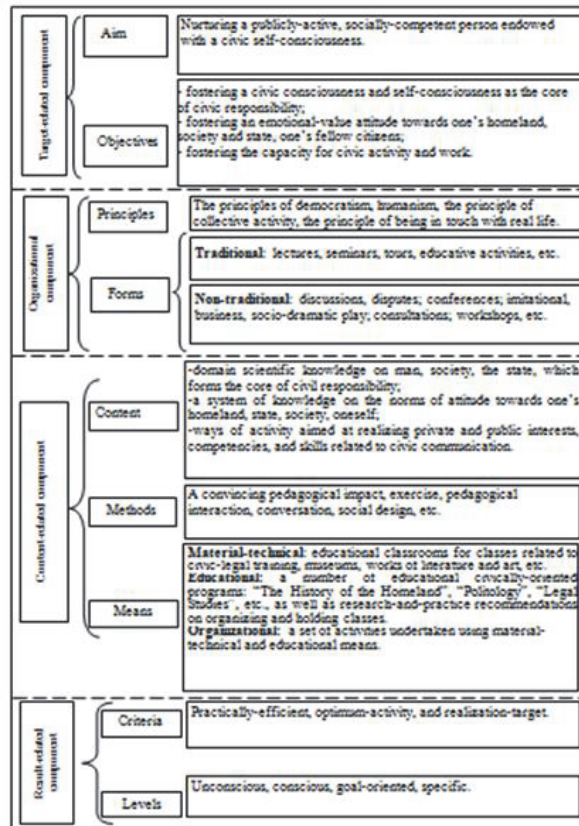 Target-related component
Aim
Nurturing a publicly-active, socially-competent person endowed
with a civic self-consciousness.
Objectives
- fostering a civic consciousness and self-consciousness as the core
of civic responsibility;
- fostering an emotional-value attitude towards one's homeland,
society and state, one's fellow citizens;
- fostering the capacity for civic activity and work.
Organizational
component
Principles
The principles of democratism, humanism, the principle of
collective activity, the principle of being in touch with real life.
Forms
Traditional: lectures, seminars, tours, educative activities, etc.
Non-traditional: discussions, disputes; conferences; imitational,
business, socio-dramatic play; consultations; workshops, etc.
Content-related component
Content
-domain scientific knowledge on man, society, the state, which
forms the core of civil responsibility;
-a system of knowledge on the norms of attitude towards one's
homeland, state, society, oneself;
-ways of activity aimed at realizing private and public interests,
competencies, and skills related to civic communication.
Methods
A convincing pedagogical impact, exercise, pedagogical
interaction, conversation, social design, etc.
Means
Material-technical: educational classrooms for classes related to
civic-legal training, museums, works of literature and art, etc.
Educational: a number of educational civically-oriented
programs: "The History of the Homeland", "Politology", "Legal
Studies", etc., as well as research-and-practice recommendations
on organizing and holding classes.
Organizational: a set of activities undertaken using material-
technical and educational means.
Result-related
component
Criteria
Practically-efficient, optimum-activity, and realization-target.
Levels
Unconscious, conscious, goal-oriented, specific.